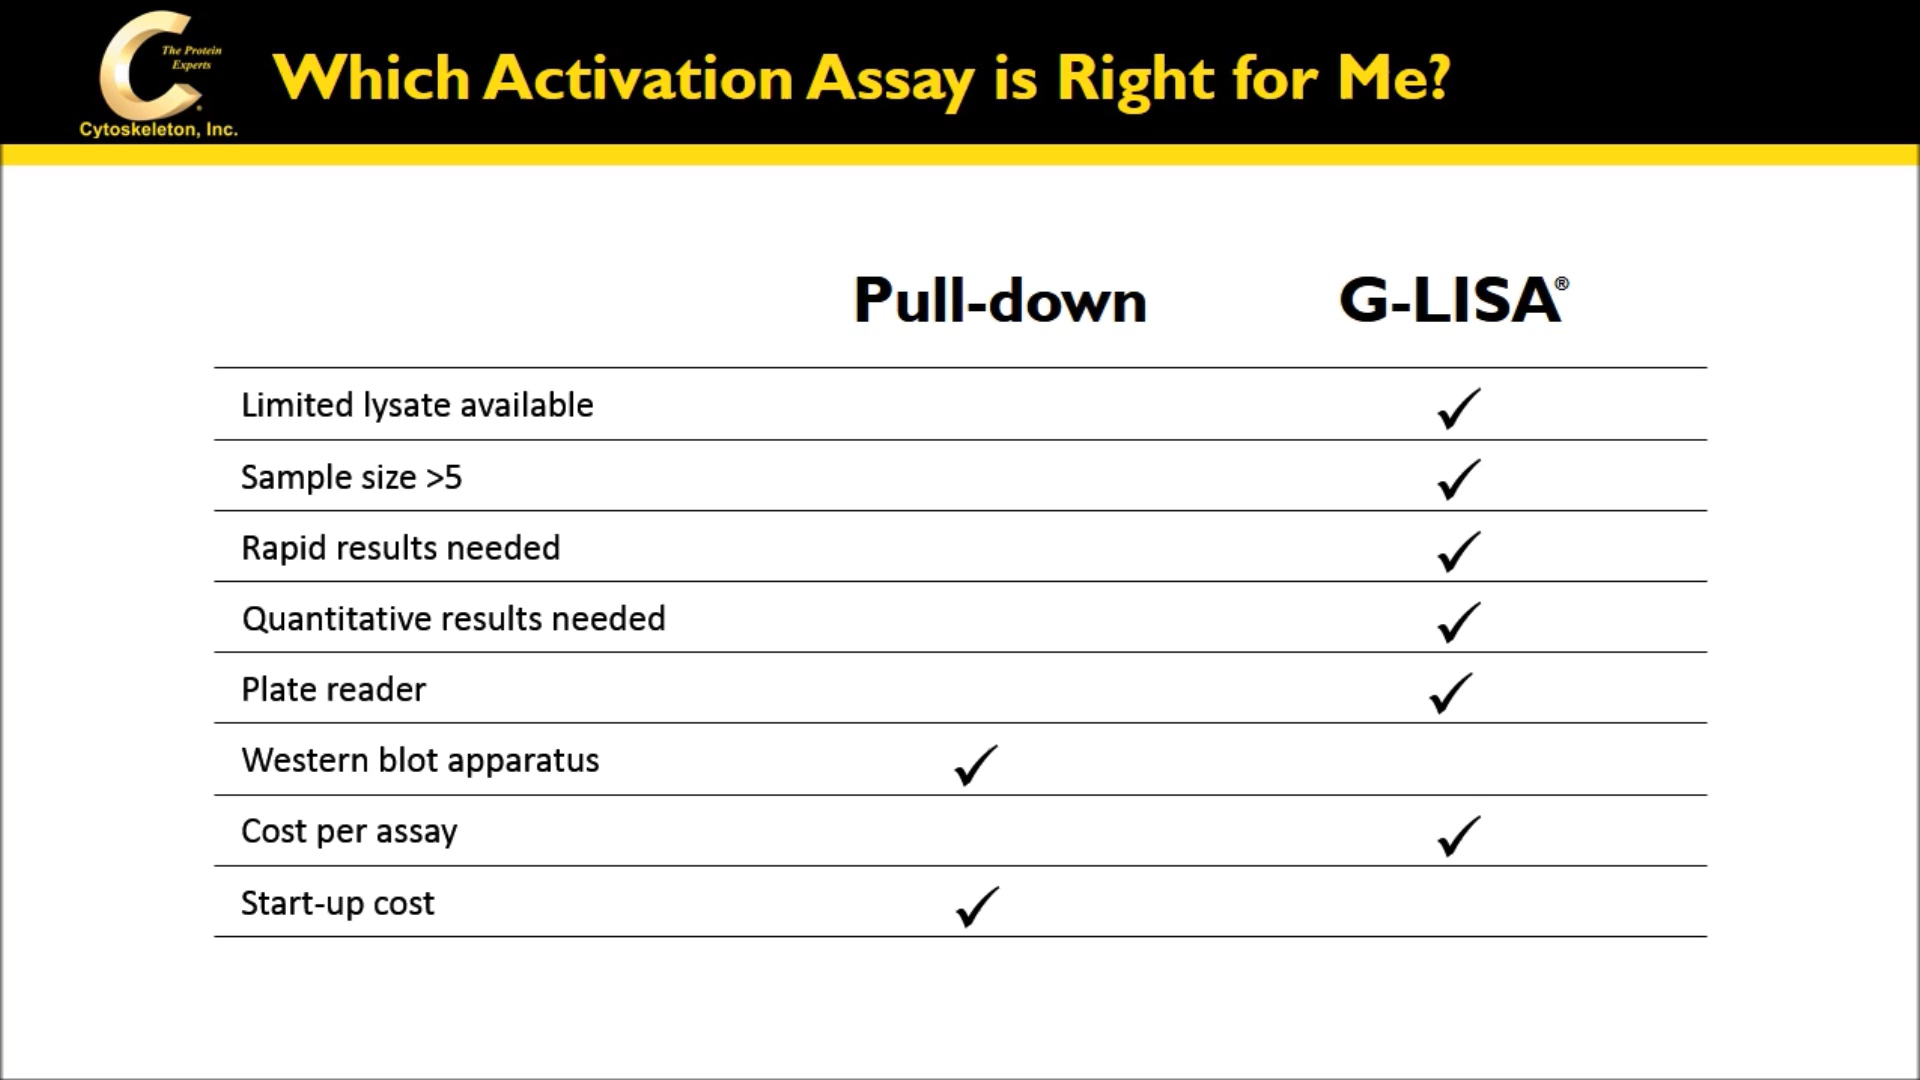 The Protein
Experts
Cytoskeleton, Inc.
Which Activation Assay is Right for Me?
Pull-down G-LISA®
Limited lysate available ✓
Sample size >5 ✓
Rapid results needed ✓
Quantitative results needed ✓
Plate reader ✓
Western blot apparatus ✓
Cost per assay ✓
Start-up cost ✓